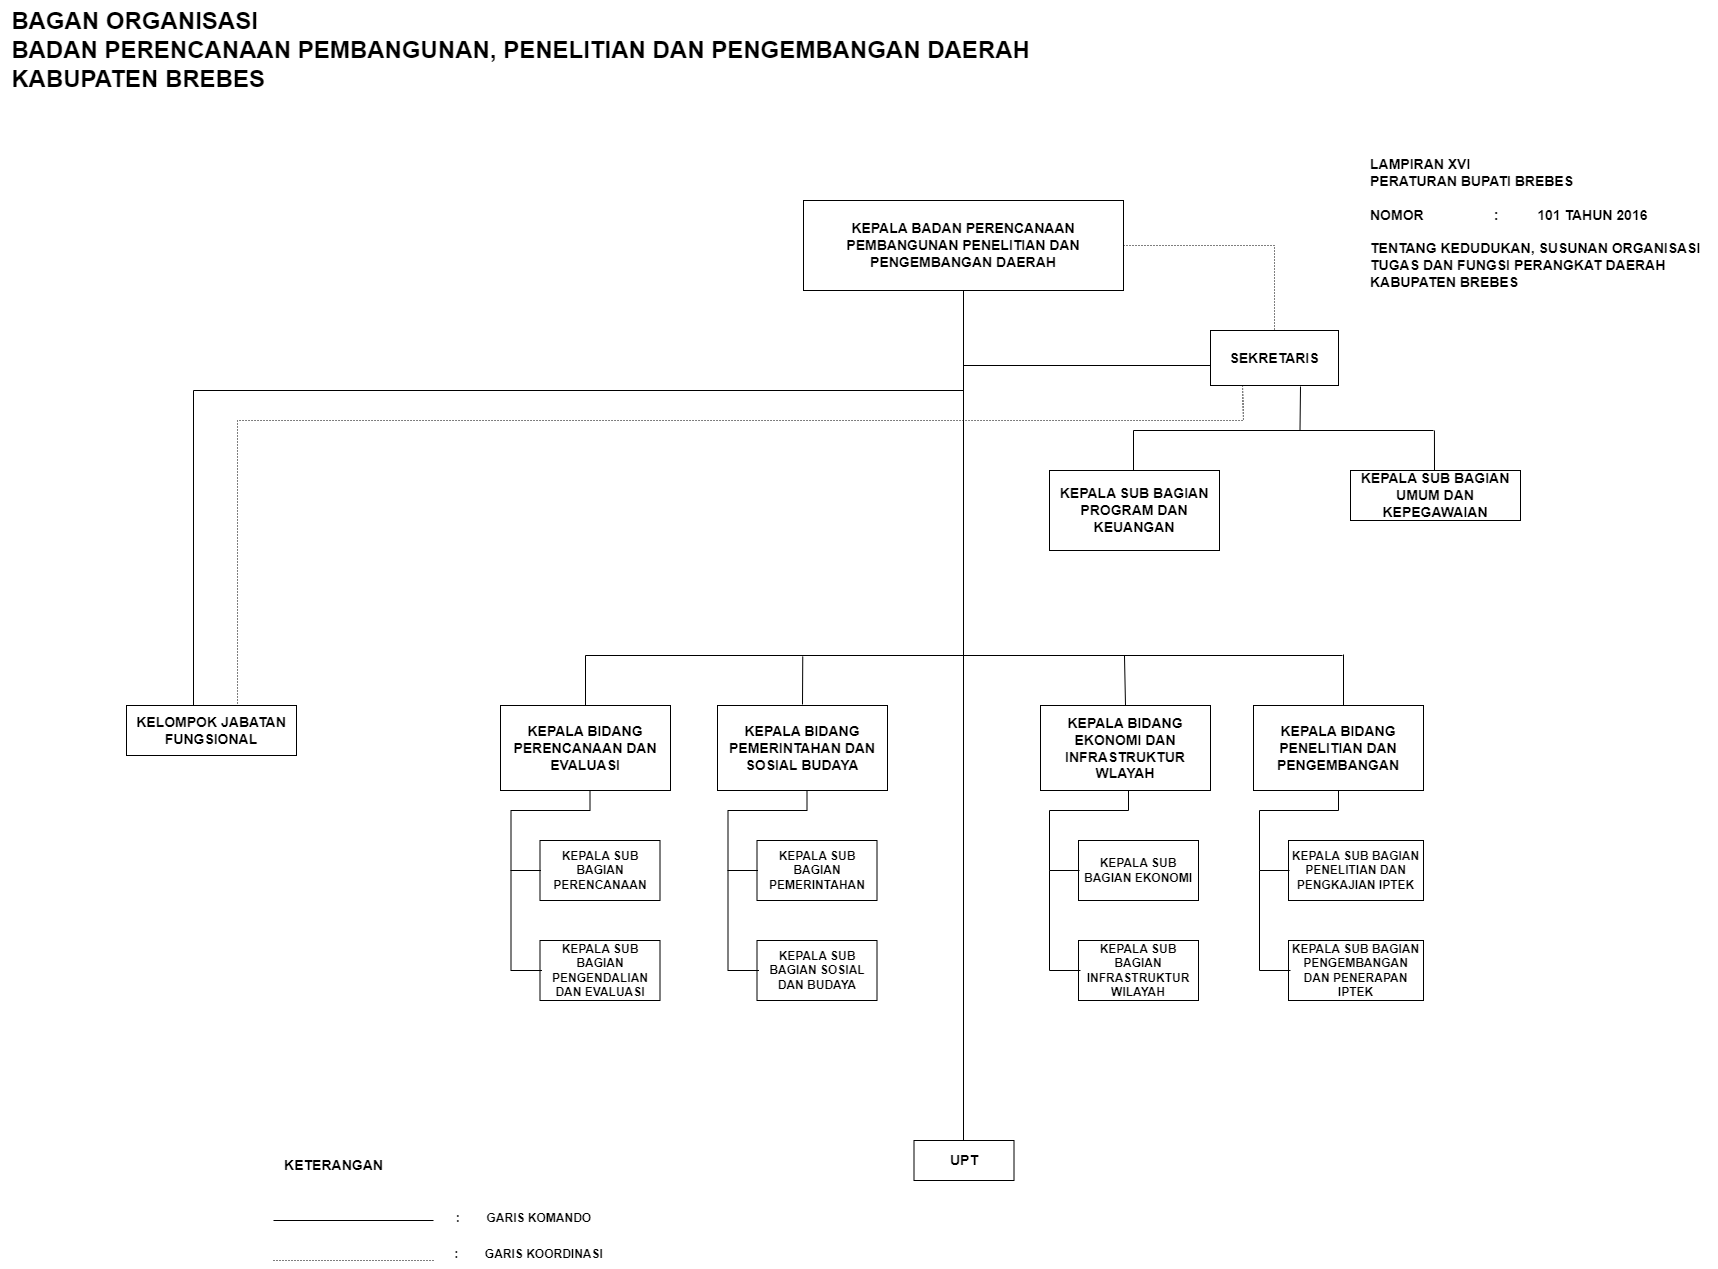 BAGAN ORGANISASI
BADAN PERENCANAAN PEMBANGUNAN, PENELITIAN DAN PENGEMBANGAN DAERAH
KABUPATEN BREBES
LAMPIRAN XVI
PERATURAN BUPATI BREBES
NOMOR : 101 TAHUN 2016
TENTANG KEDUDUKAN, SUSUNAN ORGANISASI
TUGAS DAN FUNGSI PERANGKAT DAERAH
KABUPATEN BREBES
KEPALA BADAN PERENCANAAN
PEMBANGUNAN PENELITIAN DAN
PENGEMBANGAN DAERAH
SEKRETARIS
KEPALA SUB BAGIAN
PROGRAM DAN
KEUANGAN
KEPALA SUB BAGIAN
UMUM DAN
KEPEGAWAIAN
KELOMPOK JABATAN
FUNGSIONAL
KEPALA BIDANG
PERENCANAAN DAN
EVALUASI
KEPALA BIDANG
PEMERINTAHAN DAN
SOSIAL BUDAYA
KEPALA BIDANG
EKONOMI DAN
INFRASTRUKTUR
WLAYAH
KEPALA BIDANG
PENELITIAN DAN
PENGEMBANGAN
KEPALA SUB
BAGIAN
PERENCANAAN
KEPALA SUB
BAGIAN
PEMERINTAHAN
KEPALA SUB
BAGIAN EKONOMI
KEPALA SUB BAGIAN
PENELITIAN DAN
PENGKAJIAN IPTEK
KEPALA SUB
BAGIAN
PENGENDALIAN
DAN EVALUASI
KEPALA SUB
BAGIAN SOSIAL
DAN BUDAYA
KEPALA SUB
BAGIAN
INFRASTRUKTUR
WILAYAH
KEPALA SUB BAGIAN
PENGEMBANGAN
DAN PENERAPAN
IPTEK
UPT
KETERANGAN
: GARIS KOMANDO
: GARIS KOORDINASI